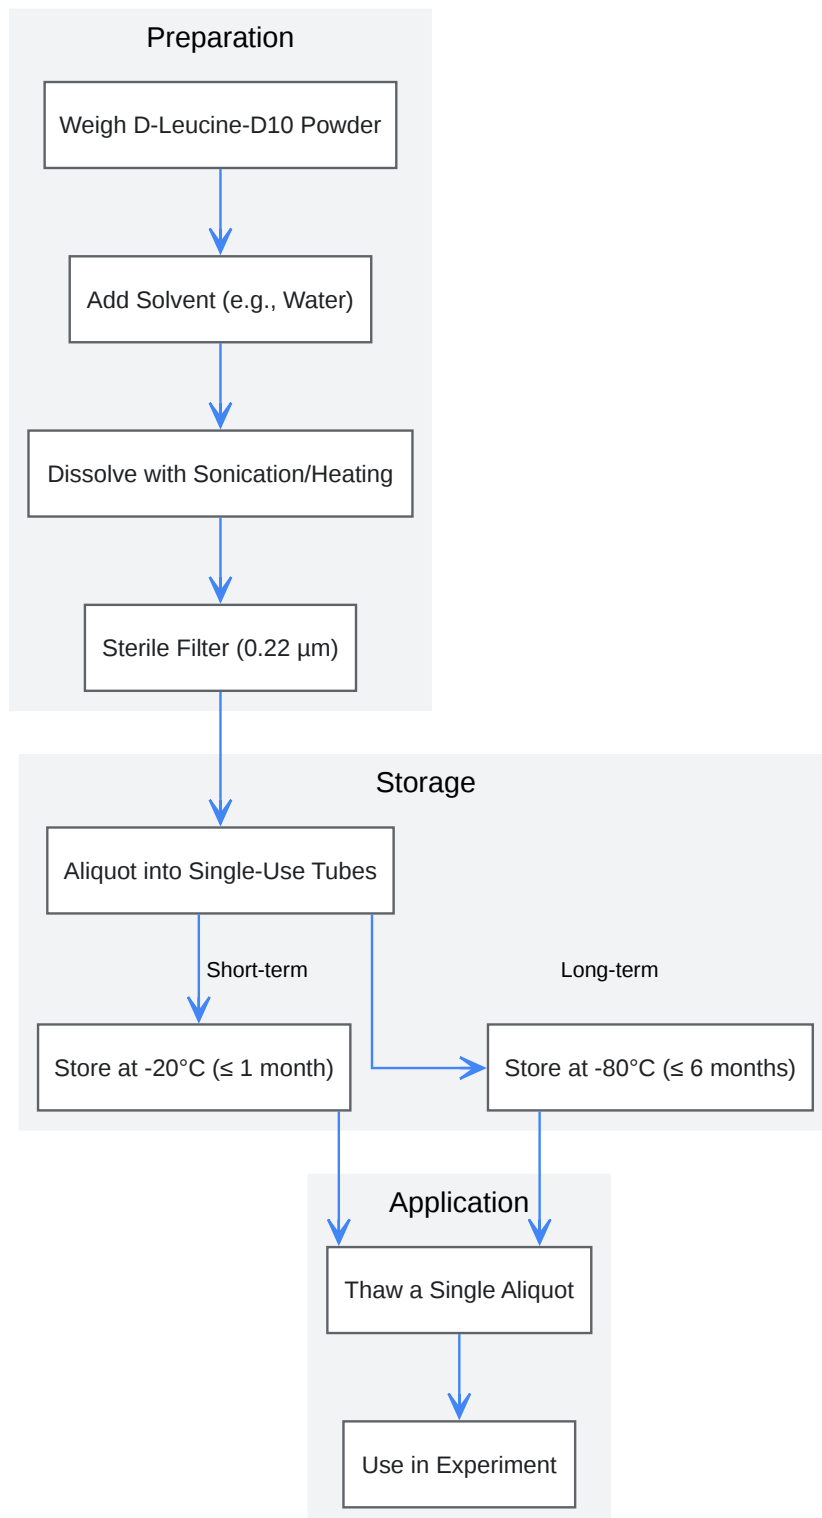 Preparation
Weigh D-Leucine-D10 Powder
Add Solvent (e.g., Water)
Dissolve with Sonication/Heating
Sterile Filter (0.22 µm)
Storage
Aliquot into Single-Use Tubes
Short-term
Long-term
Store at -20°C (≤ 1 month)
Store at -80°C (≤ 6 months)
Application
Thaw a Single Aliquot
Use in Experiment